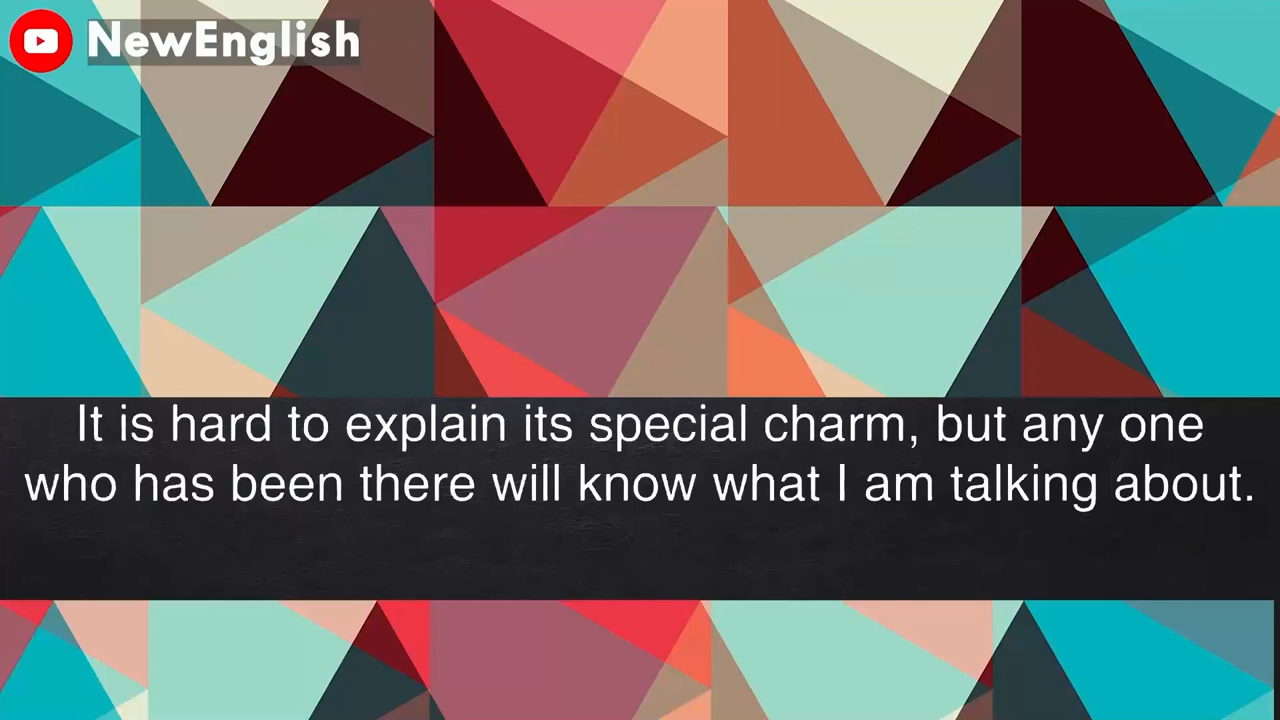 NewEnglish
It is hard to explain its special charm, but any one
who has been there will know what I am talking about.